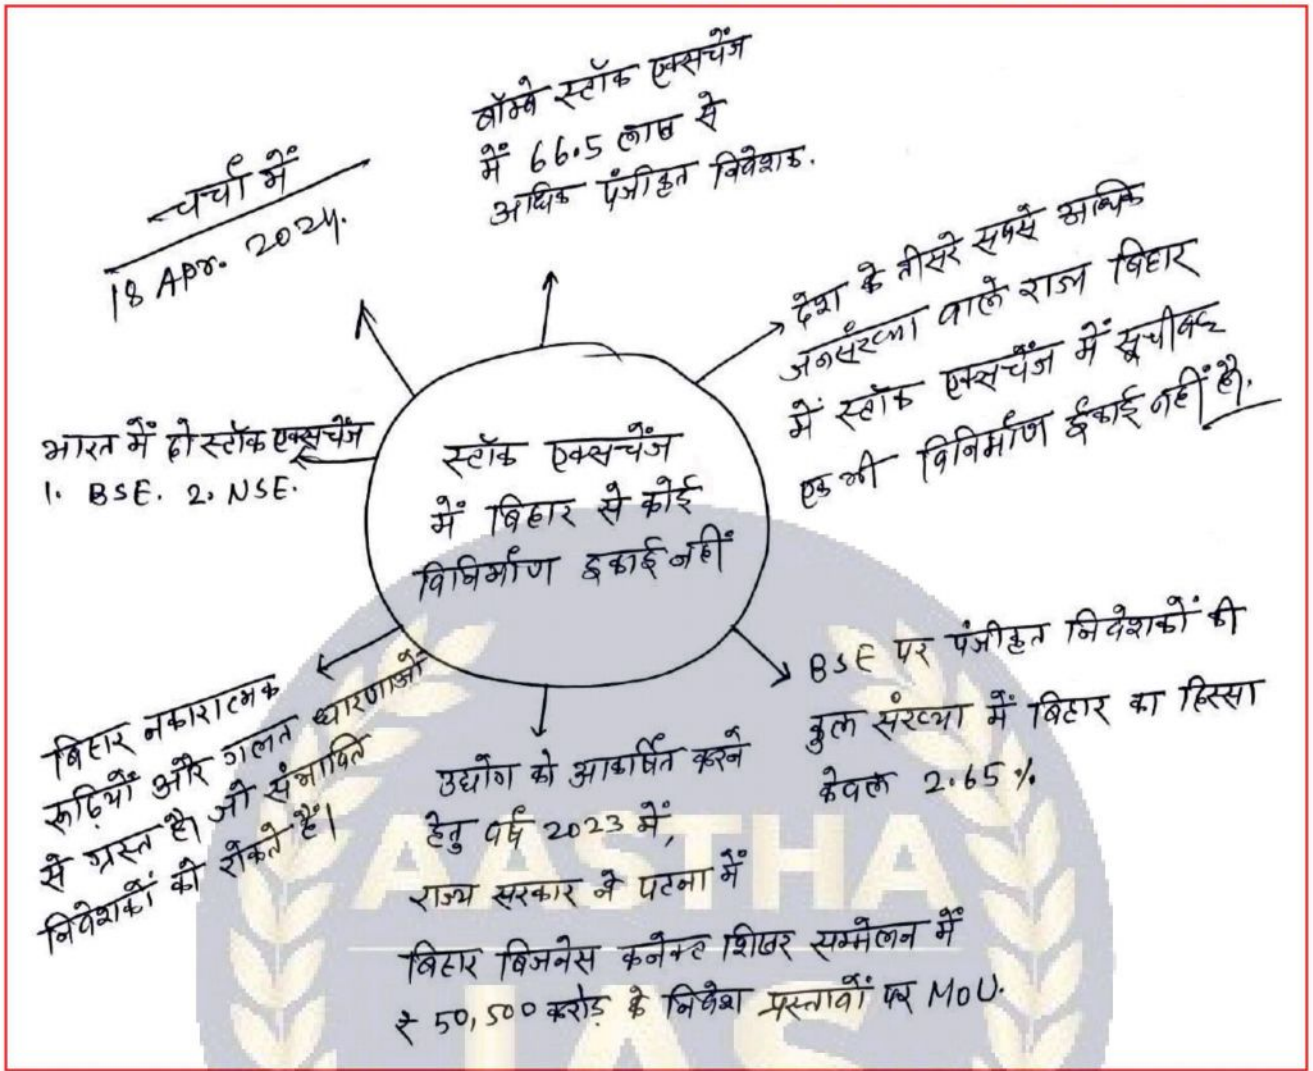 चर्चा में
18 Apr. 2024.
बॉम्बे स्टॉक एक्सचेंज
में 66.5 लाख से
अधिक पंजीकृत निवेशक.
देश के तीसरे सबसे अधिक
जनसंख्या वाले राज्य बिहार
में स्टॉक एक्सचेंज में सूचीबद्ध
एक भी विनिर्माण ईकाई नहीं है।
भारत में दो स्टॉक एक्सचेंज
1. BSE. 2. NSE.
स्टॉक एक्सचेंज
में बिहार से कोई
विनिर्माण इकाई नहीं
BSE पर पंजीकृत निवेशकों की
कुल संख्या में बिहार का हिस्सा
केवल 2.65 %
बिहार नकारात्मक
रूढ़ियों और गलत धारणाओं
से ग्रस्त है। जो संभावित
निवेशकों को रोकते हैं।
उद्योग को आकर्षित करने
हेतु वर्ष 2023 में,
राज्य सरकार ने पटना में
बिहार बिजनेस कनेक्ट शिखर सम्मेलन में
₹ 50,500 करोड़ के निवेश प्रस्तावों पर MoU.
AASTHA
IAS